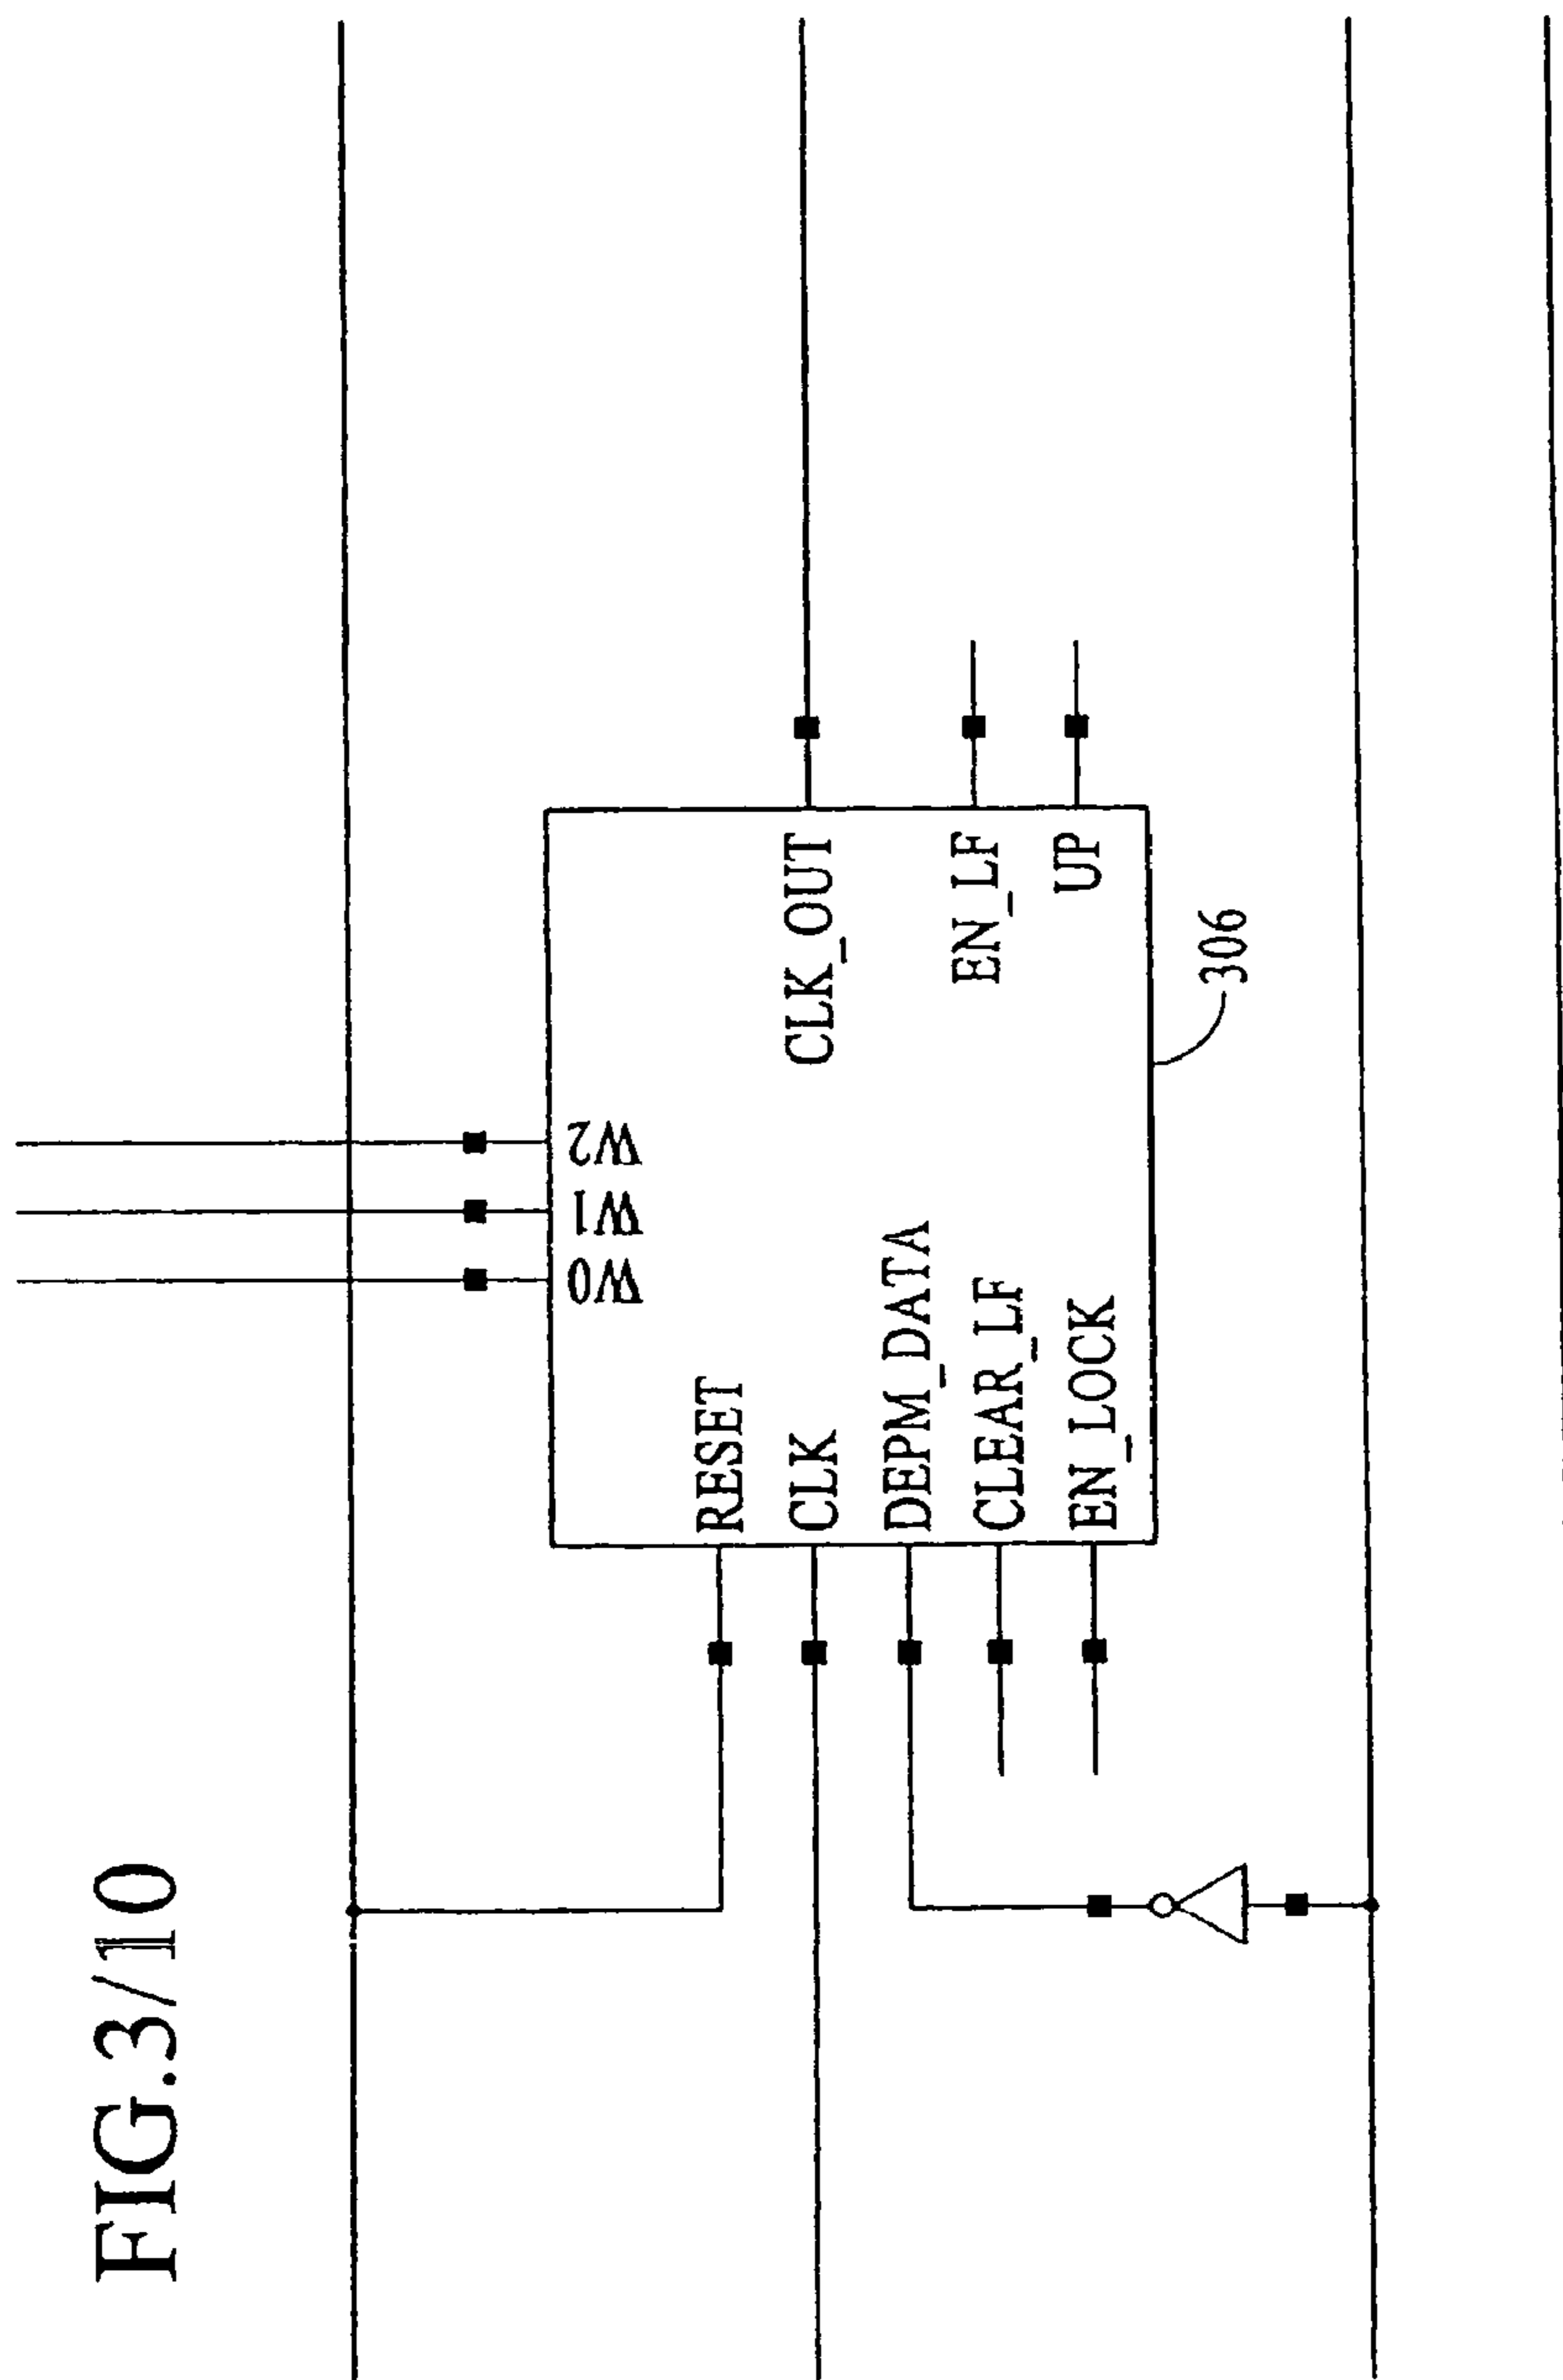 FIG.3/10
W0
W1
W2
RESET
CLK
DEPM_DATA
CLEAR_LF
EN_LOCK
CLK_OUT
EN_LF
UP
306